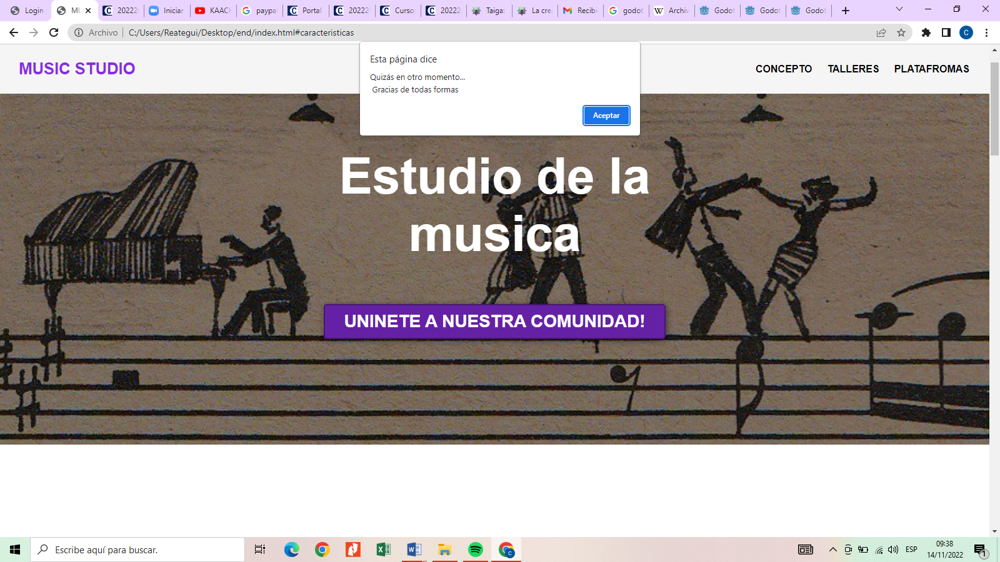 Login
MU
20222
Iniciar
KAACH
paypa
Portal
20222
Curso
20222
Taiga
La cre
Recibi
godot
Archiv
Godot
Godot
Godot
Archivo
C:/Users/Reategui/Desktop/end/index.html#caracteristicas
C
Esta página dice
Quizás en otro momento...
Gracias de todas formas
Aceptar
MUSIC STUDIO
CONCEPTO TALLERES PLATAFROMAS
Estudio de la
musica
UNINETE A NUESTRA COMUNIDAD!
Escribe aquí para buscar.
ESP
09:38
14/11/2022
1